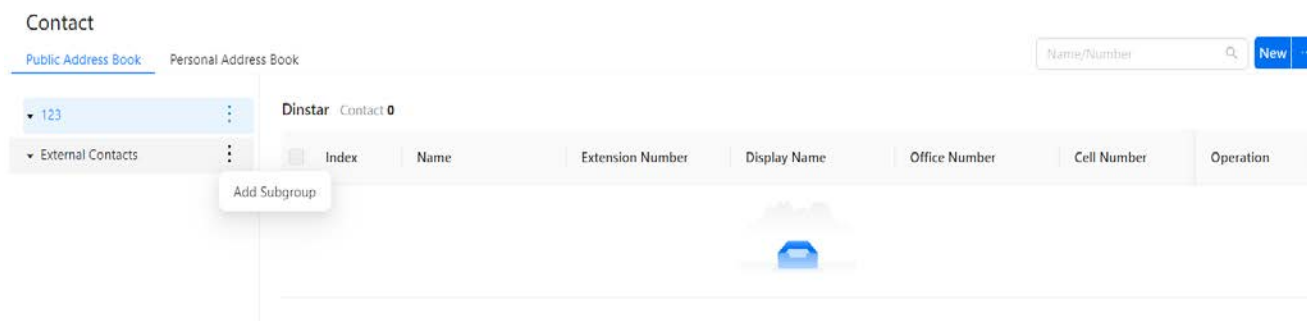 Contact
Public Address Book Personal Address Book
Name/Number New
123
Dinstar Contact 0
External Contacts
Index Name Extension Number Display Name Office Number Cell Number Operation
Add Subgroup